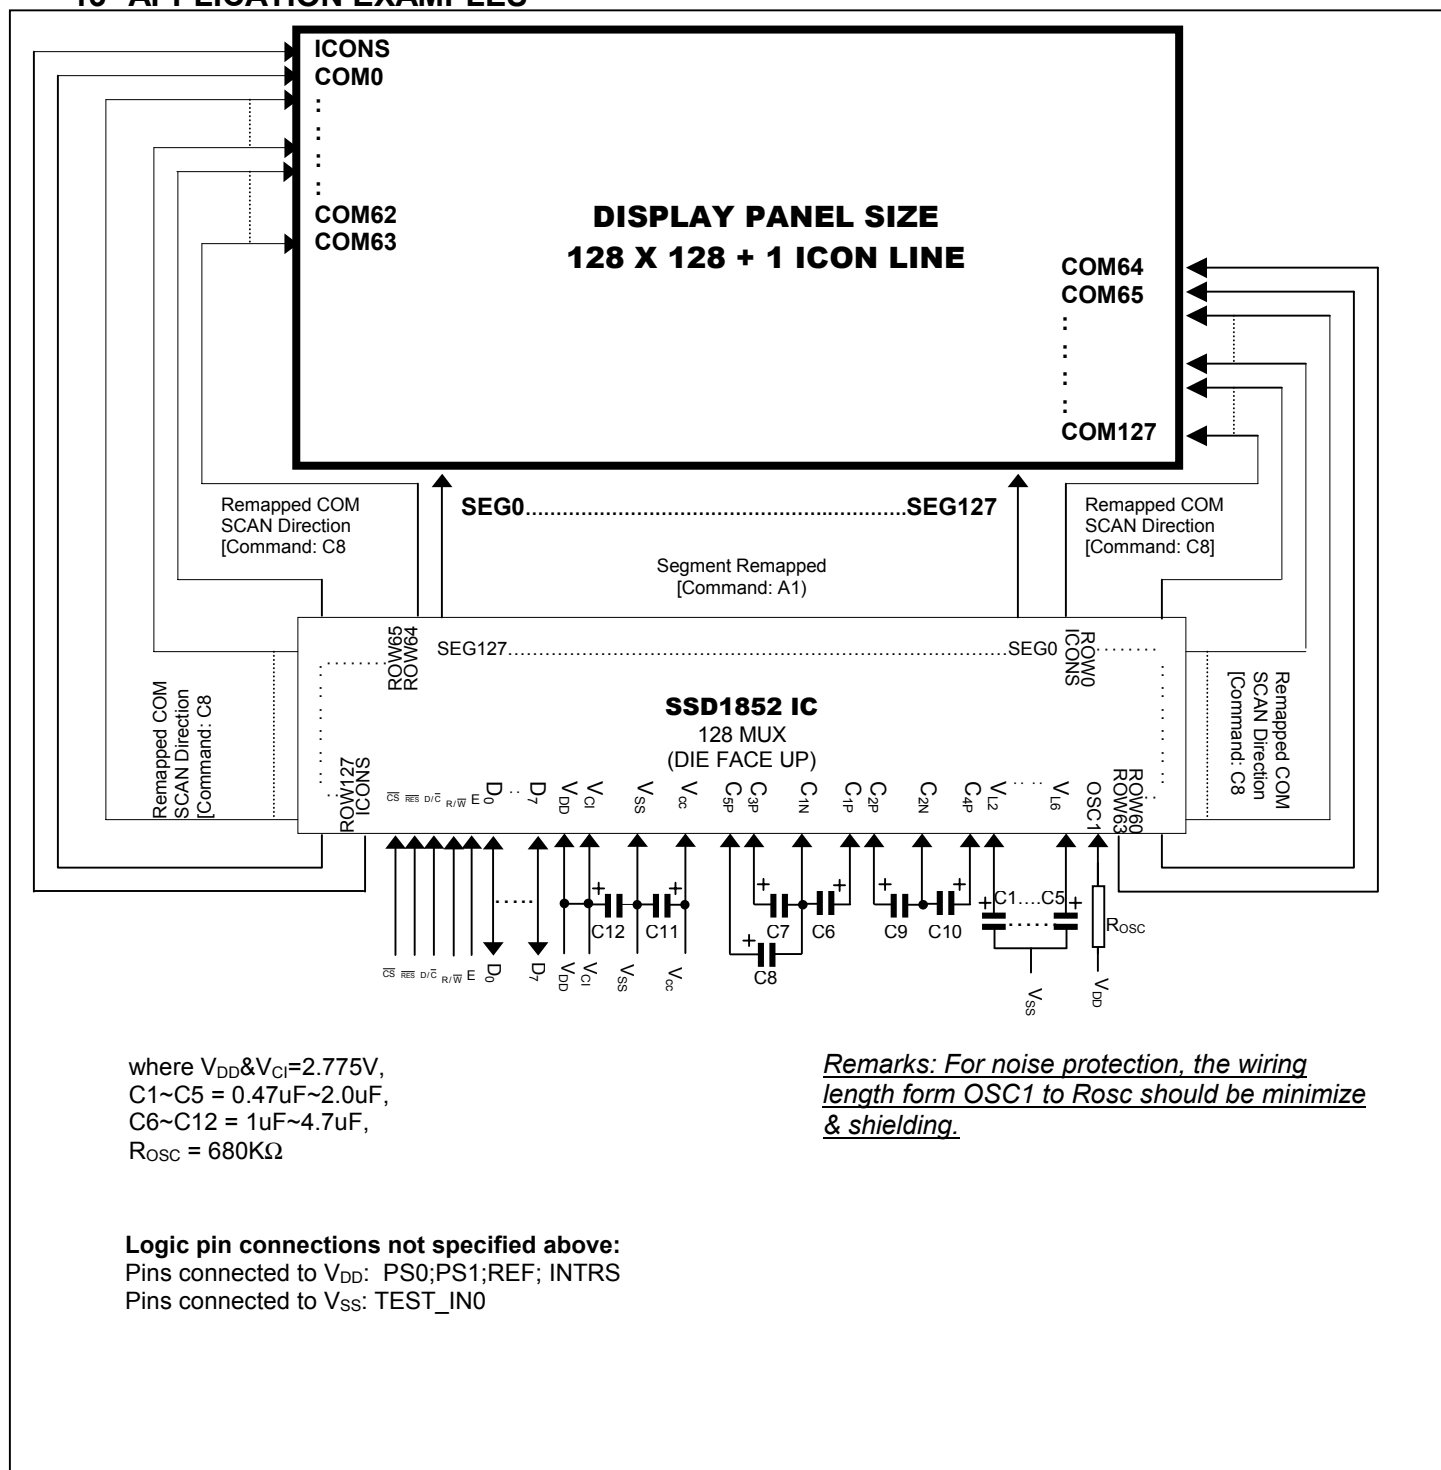 APPLICATION EXAMPLES
ICONS
COM0
:
:
:
:
COM62
COM63
DISPLAY PANEL SIZE
128 X 128 + 1 ICON LINE
COM64
COM65
:
:
:
:
COM127
Remapped COM
SCAN Direction
[Command: C8
SEG0..................................................................SEG127
Remapped COM
SCAN Direction
[Command: C8]
Segment Remapped
[Command: A1)
ROW65
ROW64
SEG127..................................................................................SEG0
ICONS
ROW0
Remapped COM
SCAN Direction
[Command: C8
SSD1852 IC
128 MUX
(DIE FACE UP)
Remapped COM
SCAN Direction
[Command: C8
ROW127
ICONS
CS RES D/C R/W E D0 .. D7 VDD VCI VSS Vcc C5P C3P C1N C1P C2P C2N C4P VL2 ..... VL6 OSC1 ROW63 ROW60
+ C12 C11 + + C7 C6 + + C9 C10 + + C1....C5 + ROSC
+ C8
CS RES D/C R/W E D0 D7 VDD VCI VSS Vcc VSS VDD
where VDD&VCI=2.775V,
C1~C5 = 0.47uF~2.0uF,
C6~C12 = 1uF~4.7uF,
ROSC = 680KΩ
Remarks: For noise protection, the wiring
length form OSC1 to Rosc should be minimize
& shielding.
Logic pin connections not specified above:
Pins connected to VDD: PS0;PS1;REF; INTRS
Pins connected to VSS: TEST_IN0